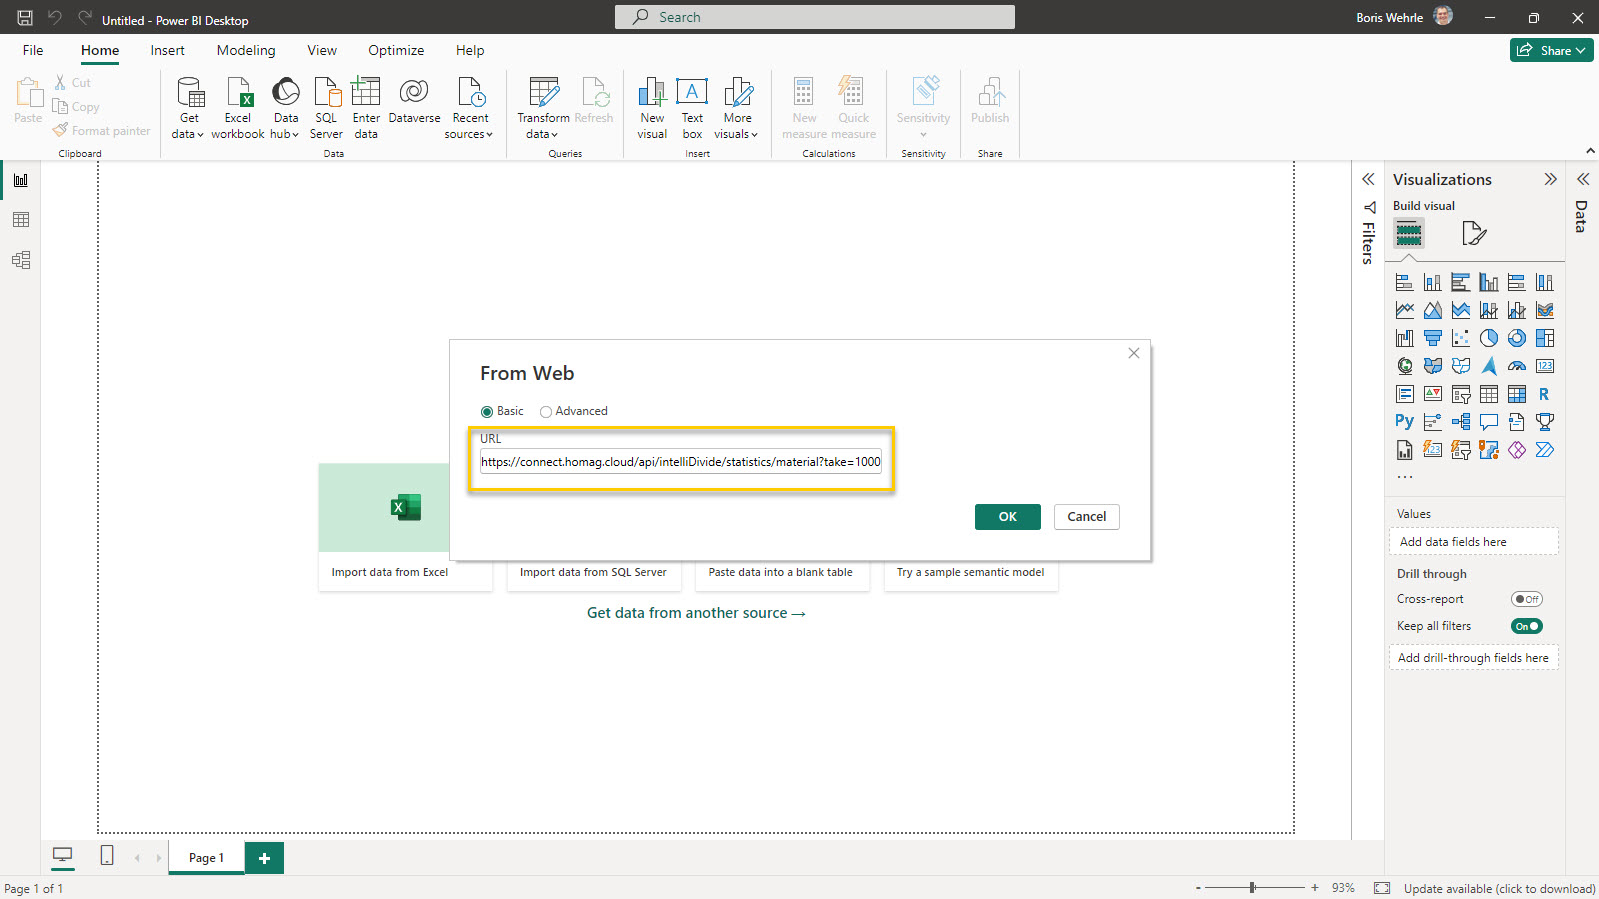 Untitled - Power BI Desktop
Search
Boris Wehrle
File Home Insert Modeling View Optimize Help
Share
Paste
Cut
Copy
Format painter
Clipboard
Get data
Excel workbook
Data hub
SQL Server
Enter data
Dataverse
Recent sources
Data
Transform data
Refresh
Queries
New visual
Text box
More visuals
Insert
New measure
Quick measure
Calculations
Sensitivity
Sensitivity
Publish
Share
Filters
Visualizations
Build visual
Data
123
R
Py
Values
Add data fields here
Drill through
Cross-report
Off
Keep all filters
On
Add drill-through fields here
From Web
Basic Advanced
URL
https://connect.homag.cloud/api/intelliDivide/statistics/material?take=1000
OK
Cancel
Import data from Excel
Import data from SQL Server
Paste data into a blank table
Try a sample semantic model
Get data from another source →
Page 1
Page 1 of 1
- + 93%
Update available (click to download)